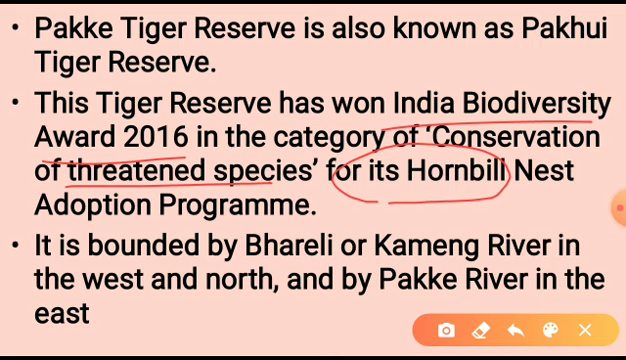 • Pakke Tiger Reserve is also known as Pakhui
Tiger Reserve.
• This Tiger Reserve has won India Biodiversity
Award 2016 in the category of ‘Conservation
of threatened species’ for its Hornbill Nest
Adoption Programme.
• It is bounded by Bhareli or Kameng River in
the west and north, and by Pakke River in the
east